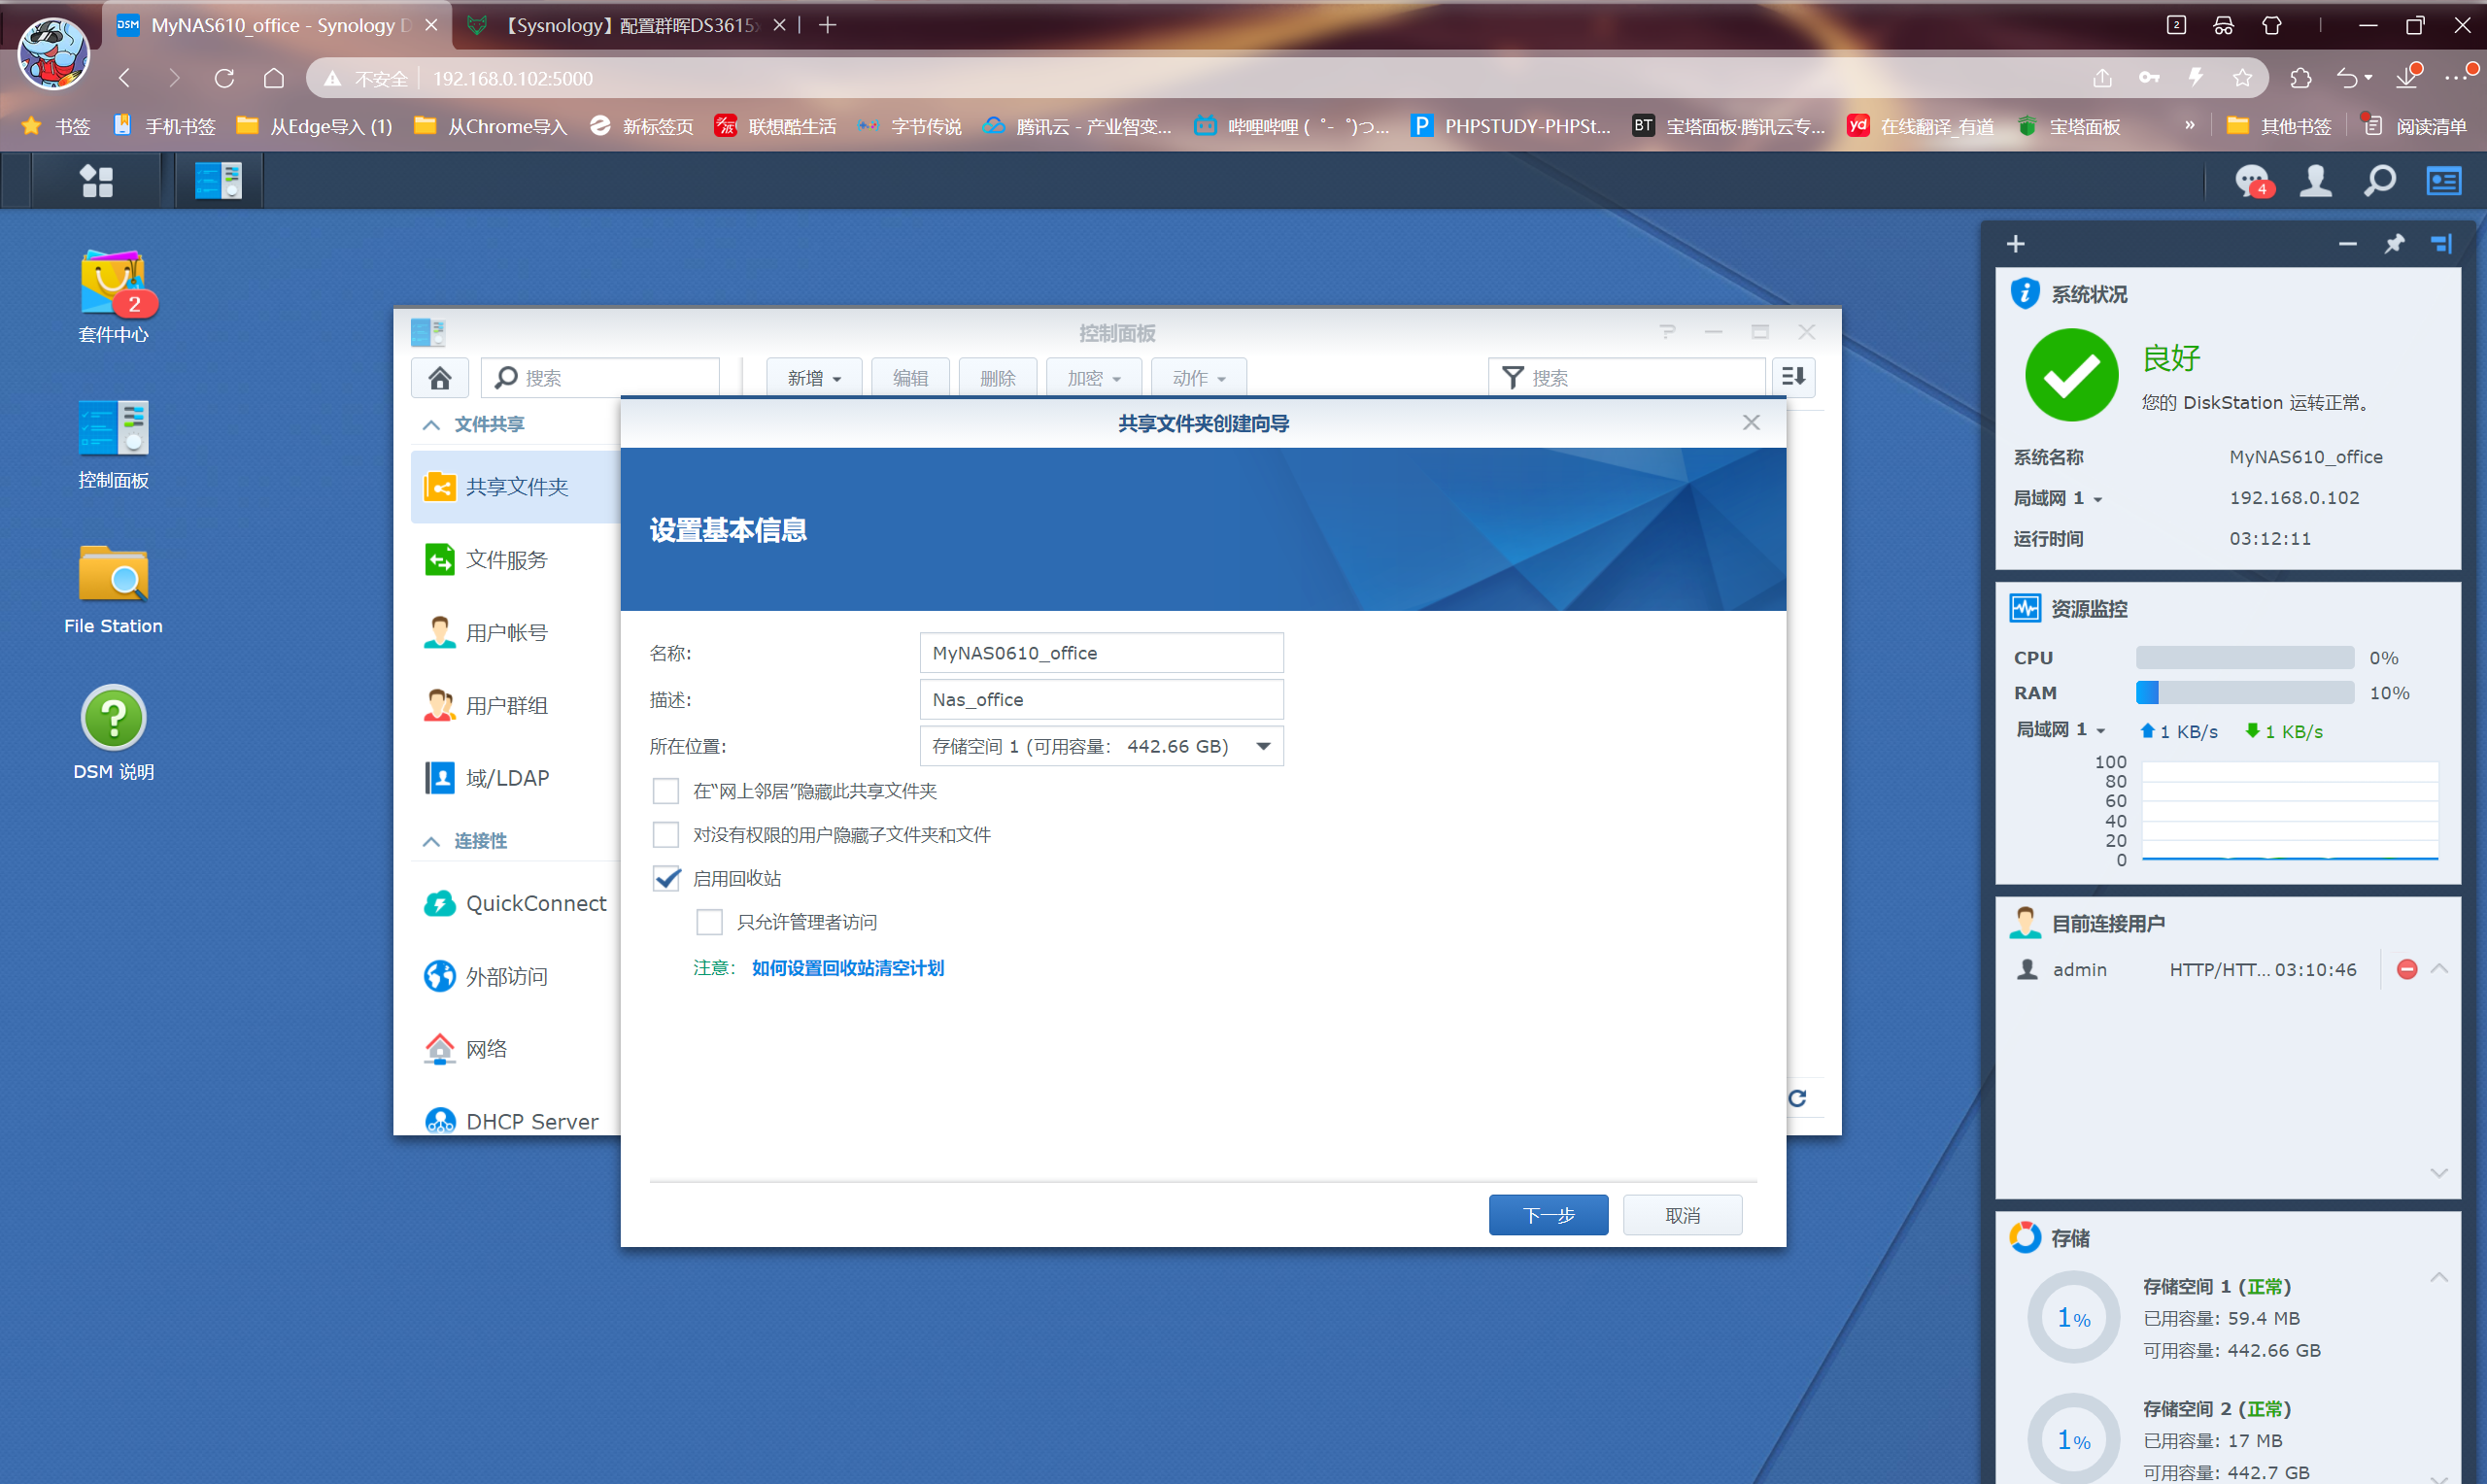 MyNAS610_office - Synology D
【Sysnology】配置群晖DS3615x
2
不安全
192.168.0.102:5000
书签
手机书签
从Edge导入 (1)
从Chrome导入
新标签页
联想酷生活
字节传说
腾讯云 - 产业智变...
哔哩哔哩 ( ゜- ゜)つ...
PHPSTUDY-PHPSt...
宝塔面板·腾讯云专...
在线翻译_有道
宝塔面板
»
其他书签
阅读清单
4
2
套件中心
控制面板
File Station
DSM 说明
控制面板
搜索
新增
编辑
删除
加密
动作
搜索
文件共享
共享文件夹
文件服务
用户帐号
用户群组
域/LDAP
连接性
QuickConnect
外部访问
网络
DHCP Server
共享文件夹创建向导
设置基本信息
名称:
MyNAS0610_office
描述:
Nas_office
所在位置:
存储空间 1 (可用容量: 442.66 GB)
在“网上邻居”隐藏此共享文件夹
对没有权限的用户隐藏子文件夹和文件
启用回收站
只允许管理者访问
注意: 如何设置回收站清空计划
下一步
取消
系统状况
良好
您的 DiskStation 运转正常。
系统名称 MyNAS610_office
局域网 1 192.168.0.102
运行时间 03:12:11
资源监控
CPU 0%
RAM 10%
局域网 1 1 KB/s 1 KB/s
100
80
60
40
20
0
目前连接用户
admin HTTP/HTT... 03:10:46
存储
1%
存储空间 1 (正常)
已用容量: 59.4 MB
可用容量: 442.66 GB
1%
存储空间 2 (正常)
已用容量: 17 MB
可用容量: 442.7 GB